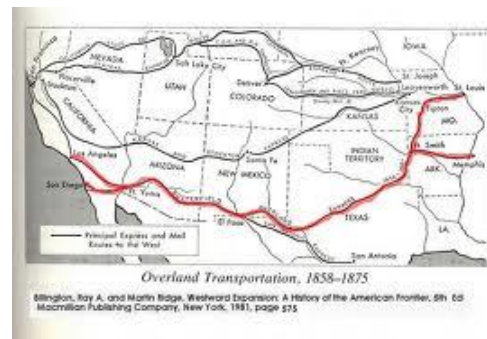 IOWA
NEVADA
Salt Lake City
Ft. Kearney
Placerville
Stockton
UTAH
Denver
COLORADO
St. Joseph
Leavenworth
St. Louis
Kansas
City
Tipton
MO.
KANSAS
CALIFORNIA
Los Angeles
ARIZONA
Santa Fe
NEW MEXICO
INDIAN
TERRITORY
Ft. Smith
ARK.
Memphis
San Diego
Ft. Yuma
BUTTERFIELD
El Paso
TEXAS
LA.
San Antonio
Principal Express and Mail
Routes to the West
Overland Transportation, 1858–1875
Billington, Ray A. and Martin Ridge. Westward Expansion: A History of the American Frontier, 5th Ed
Macmillian Publishing Company, New York, 1981, page 575